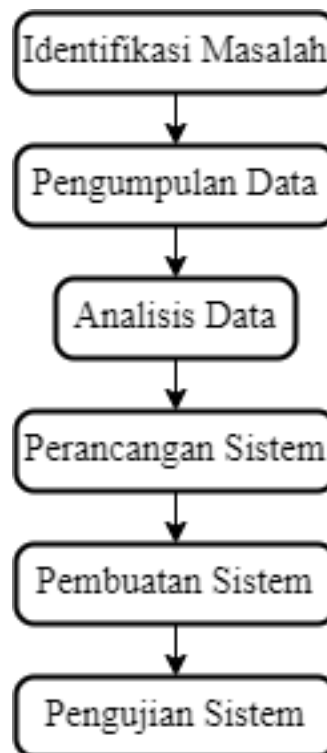 Identifikasi Masalah
Pengumpulan Data
Analisis Data
Perancangan Sistem
Pembuatan Sistem
Pengujian Sistem